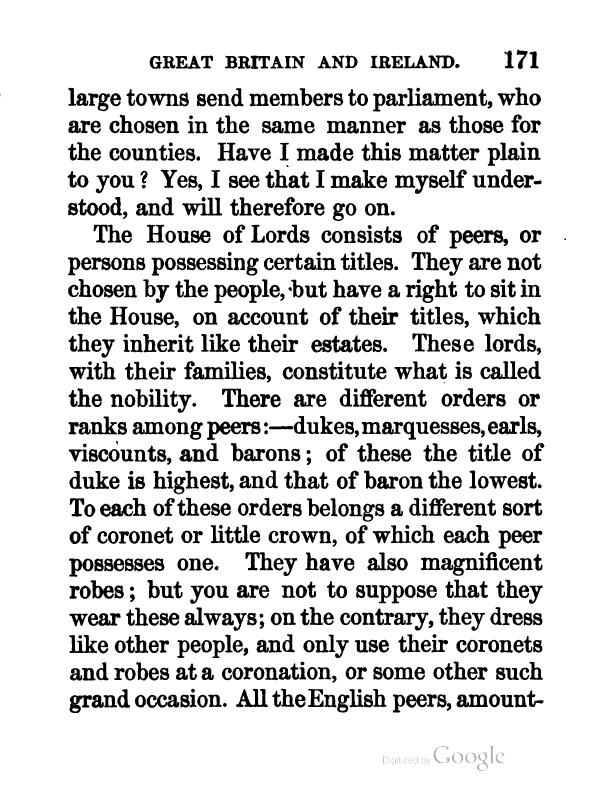 GREAT BRITAIN AND IRELAND. 171
large towns send members to parliament, who
are chosen in the same manner as those for
the counties. Have I made this matter plain
to you? Yes, I see that I make myself under-
stood, and will therefore go on.
The House of Lords consists of peers, or
persons possessing certain titles. They are not
chosen by the people, but have a right to sit in
the House, on account of their titles, which
they inherit like their estates. These lords,
with their families, constitute what is called
the nobility. There are different orders or
ranks among peers:—dukes, marquesses, earls,
viscounts, and barons; of these the title of
duke is highest, and that of baron the lowest.
To each of these orders belongs a different sort
of coronet or little crown, of which each peer
possesses one. They have also magnificent
robes; but you are not to suppose that they
wear these always; on the contrary, they dress
like other people, and only use their coronets
and robes at a coronation, or some other such
grand occasion. All the English peers, amount-
Digitized by Google